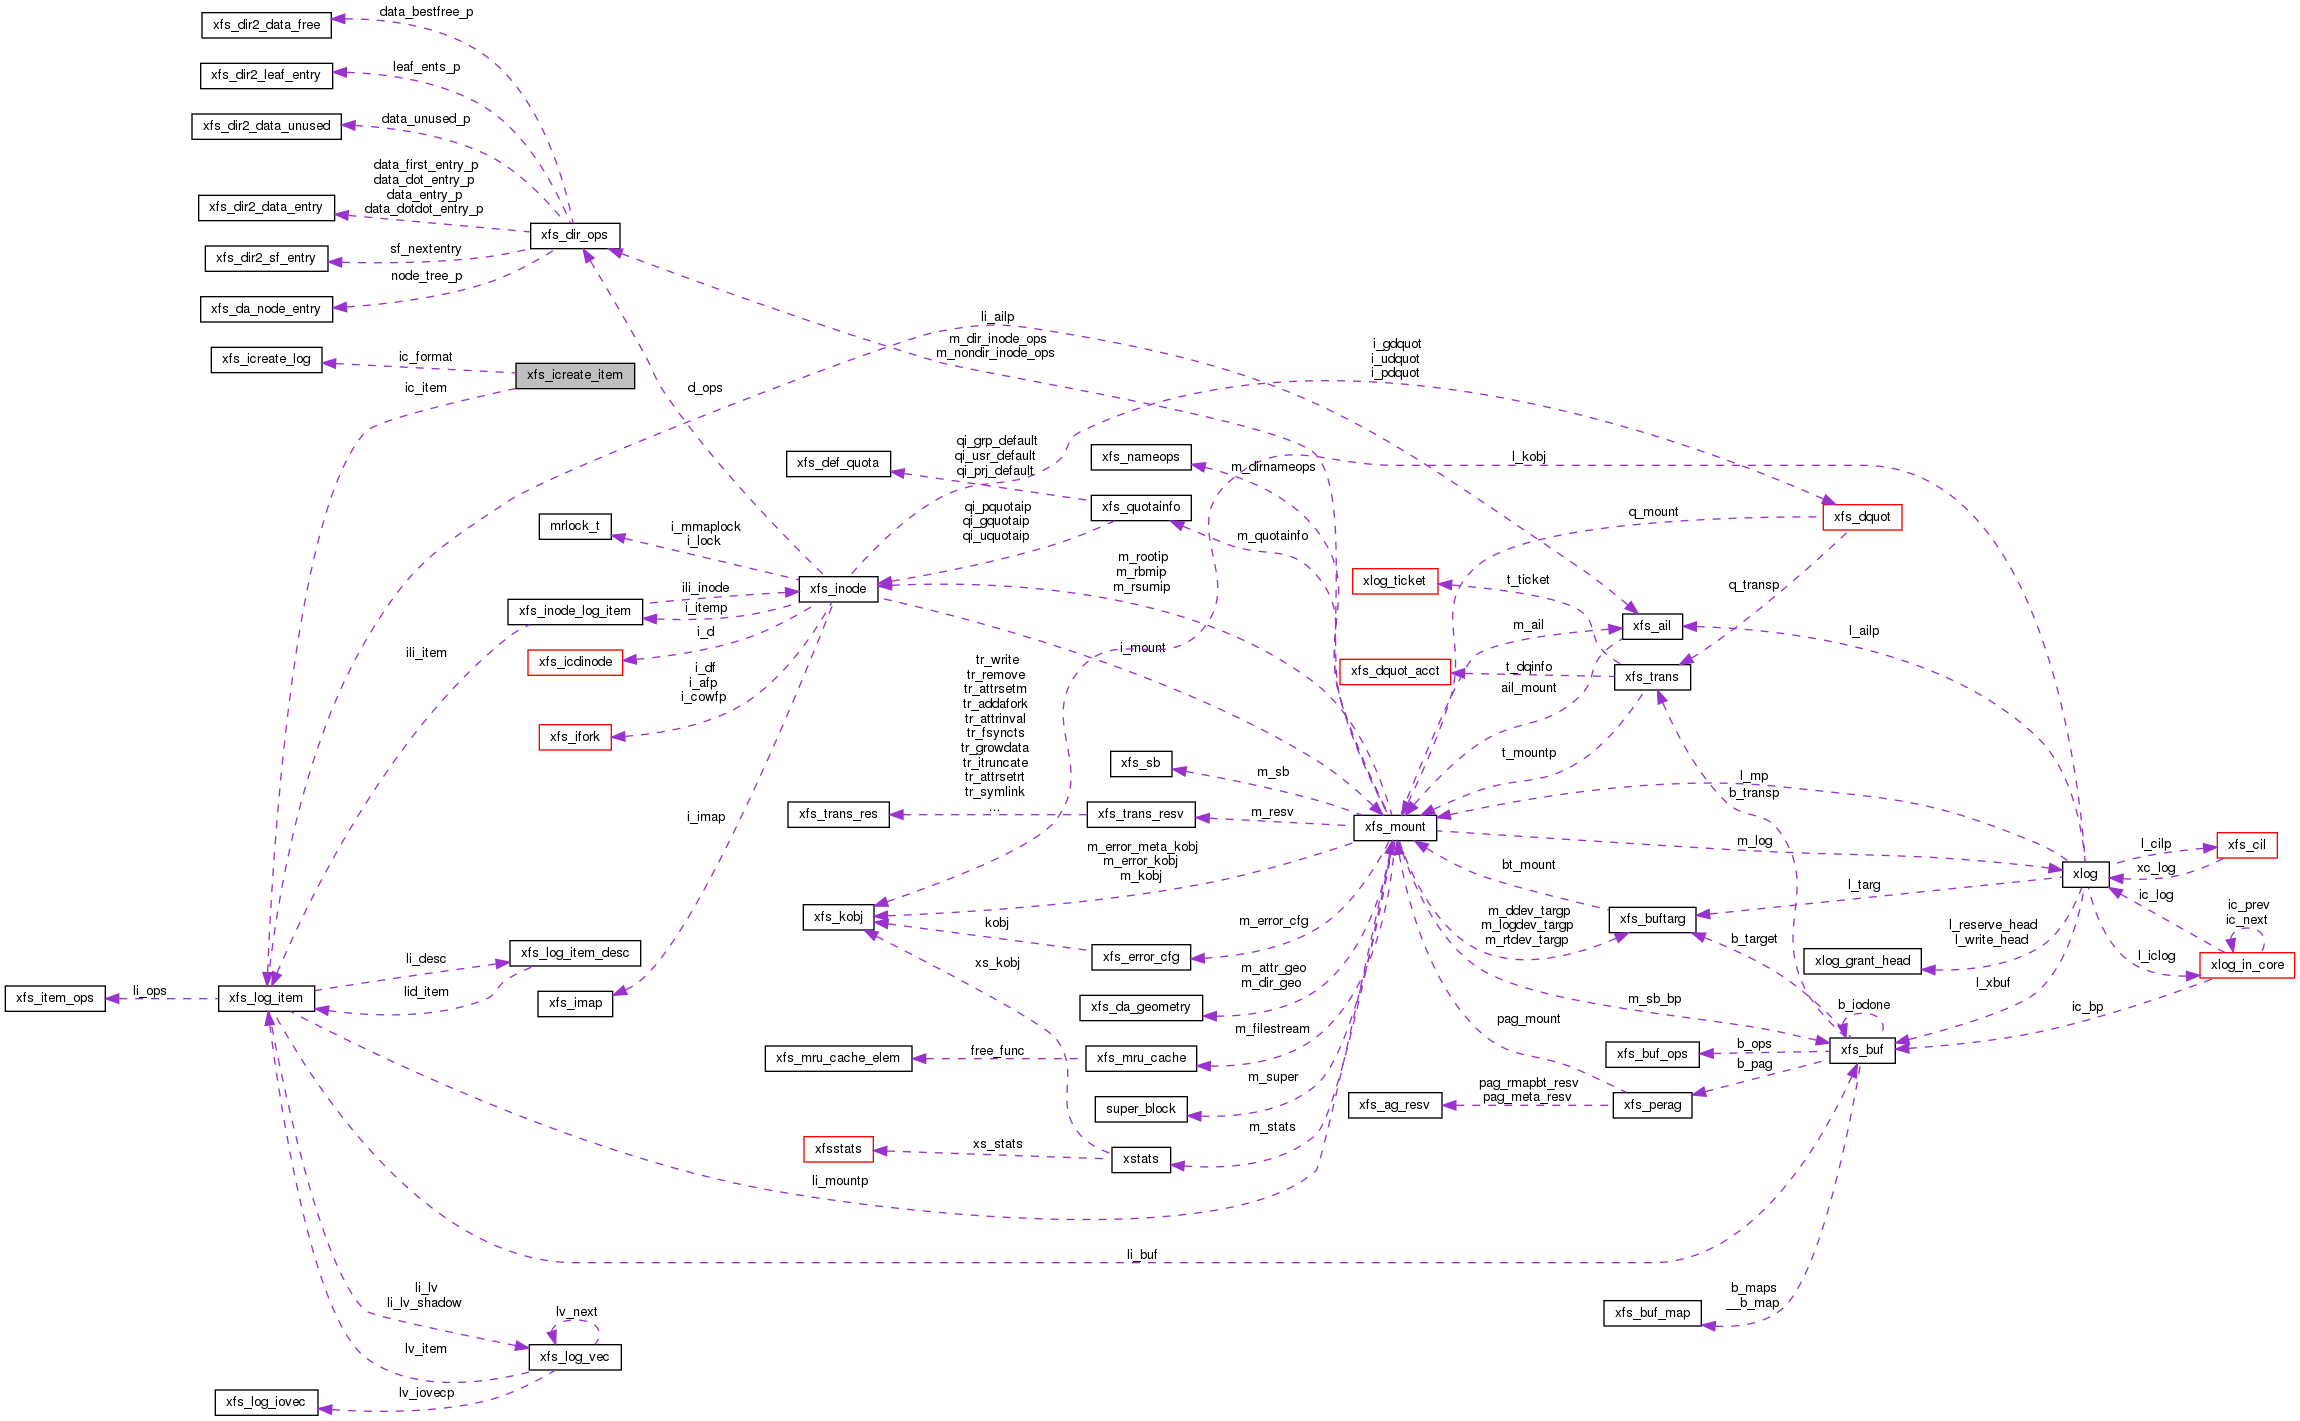 data_bestfree_p
xfs_dir2_data_free
leaf_ents_p
xfs_dir2_leaf_entry
data_unused_p
xfs_dir2_data_unused
data_first_entry_p
data_dot_entry_p
data_entry_p
data_dotdot_entry_p
xfs_dir2_data_entry
xfs_dir_ops
sf_nextentry
xfs_dir2_sf_entry
node_tree_p
xfs_da_node_entry
li_ailp
m_dir_inode_ops
m_nondir_inode_ops
i_gdquot
i_udquot
i_pdquot
xfs_icreate_log
ic_format
xfs_icreate_item
ic_item
d_ops
qi_grp_default
qi_usr_default
qi_prj_default
xfs_def_quota
xfs_nameops
m_dirnameops
l_kobj
xfs_quotainfo
mrlock_t
i_mmaplock
i_lock
qi_pquotaip
qi_gquotaip
qi_uquotaip
m_quotainfo
q_mount
xfs_dquot
m_rootip
m_rbmip
m_rsumip
xlog_ticket
t_ticket
q_transp
xfs_inode
ili_inode
xfs_inode_log_item
i_itemp
i_d
ili_item
xfs_icdinode
i_mount
m_ail
xfs_ail
l_ailp
xfs_dquot_acct
t_dqinfo
xfs_trans
ail_mount
i_df
i_afp
i_cowfp
xfs_ifork
tr_write
tr_remove
tr_attrsetm
tr_addafork
tr_attrinval
tr_fsyncts
tr_growdata
tr_itruncate
tr_attrsetrt
tr_symlink
...
xfs_sb
m_sb
t_mountp
l_mp
b_transp
xfs_trans_res
xfs_trans_resv
m_resv
xfs_mount
i_imap
m_log
l_cilp
xfs_cil
xc_log
xlog
m_error_meta_kobj
m_error_kobj
m_kobj
bt_mount
l_targ
ic_log
xfs_kobj
kobj
m_error_cfg
m_ddev_targp
m_logdev_targp
m_rtdev_targp
xfs_buftarg
ic_prev
ic_next
l_reserve_head
l_write_head
b_target
xfs_log_item_desc
li_desc
lid_item
xs_kobj
xfs_error_cfg
xlog_grant_head
l_iclog
xlog_in_core
m_attr_geo
m_dir_geo
l_xbuf
xfs_item_ops
li_ops
xfs_log_item
xfs_imap
xfs_da_geometry
m_sb_bp
b_iodone
ic_bp
pag_mount
m_filestream
xfs_mru_cache_elem
free_func
xfs_mru_cache
xfs_buf_ops
b_ops
xfs_buf
b_pag
m_super
pag_rmapbt_resv
pag_meta_resv
super_block
xfs_ag_resv
xfs_perag
m_stats
xfsstats
xs_stats
xstats
li_mountp
li_buf
li_lv
li_lv_shadow
lv_next
b_maps
__b_map
xfs_buf_map
lv_item
xfs_log_vec
lv_iovecp
xfs_log_iovec